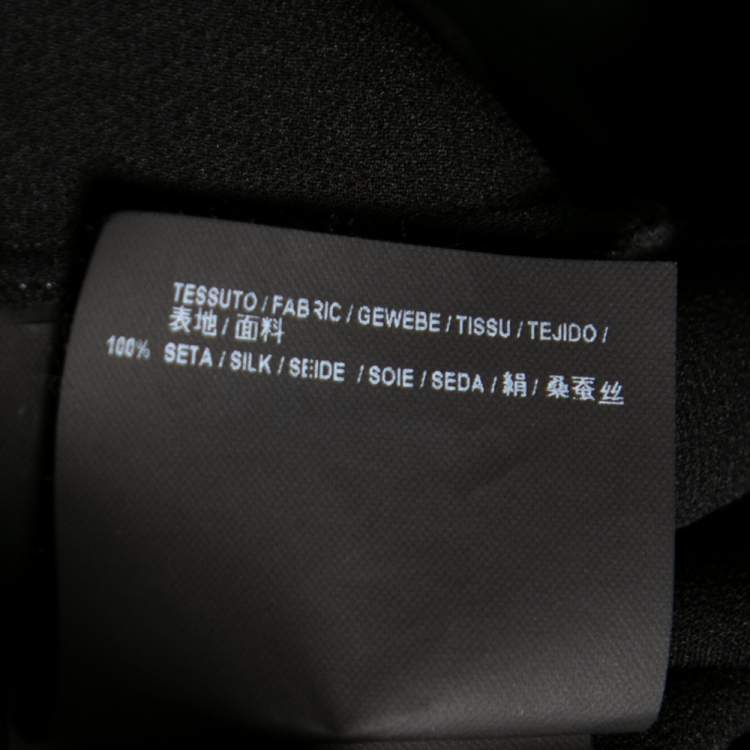 TESSUTO / FABRIC / GEWEBE / TISSU / TEJIDO /
表地 / 面料
100% SETA / SILK / SEIDE / SOIE / SEDA / 絹 / 桑蚕丝